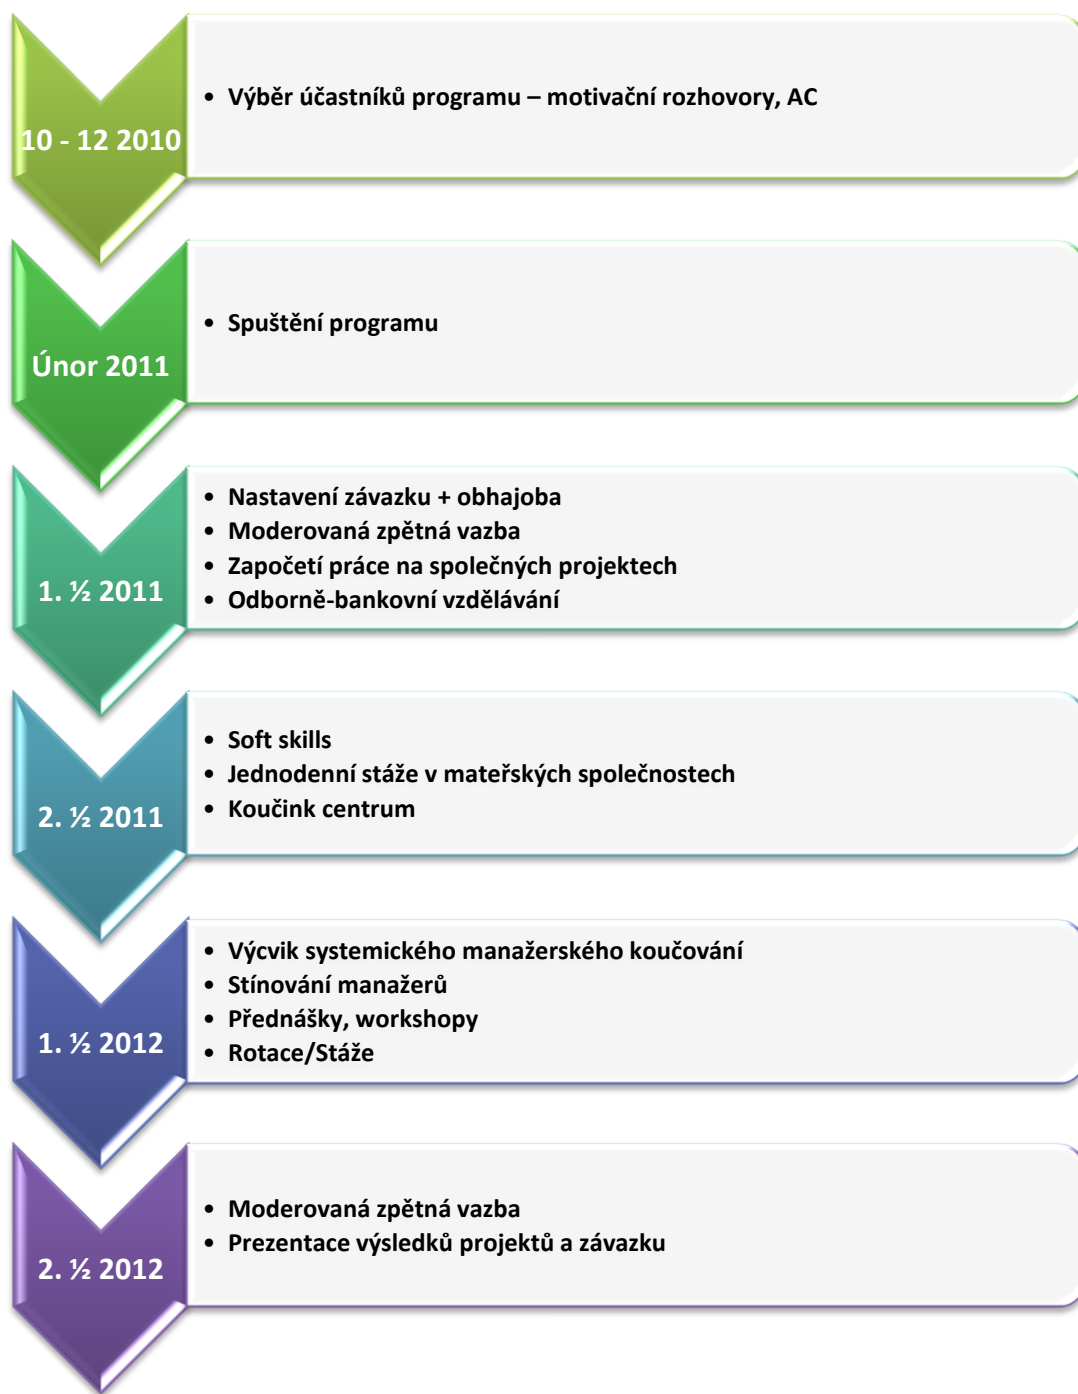 10 - 12 2010
• Výběr účastníků programu – motivační rozhovory, AC
Únor 2011
• Spuštění programu
1. ½ 2011
• Nastavení závazku + obhajoba
• Moderovaná zpětná vazba
• Započetí práce na společných projektech
• Odborně-bankovní vzdělávání
2. ½ 2011
• Soft skills
• Jednodenní stáže v mateřských společnostech
• Koučink centrum
1. ½ 2012
• Výcvik systemického manažerského koučování
• Stínování manažerů
• Přednášky, workshopy
• Rotace/Stáže
2. ½ 2012
• Moderovaná zpětná vazba
• Prezentace výsledků projektů a závazku